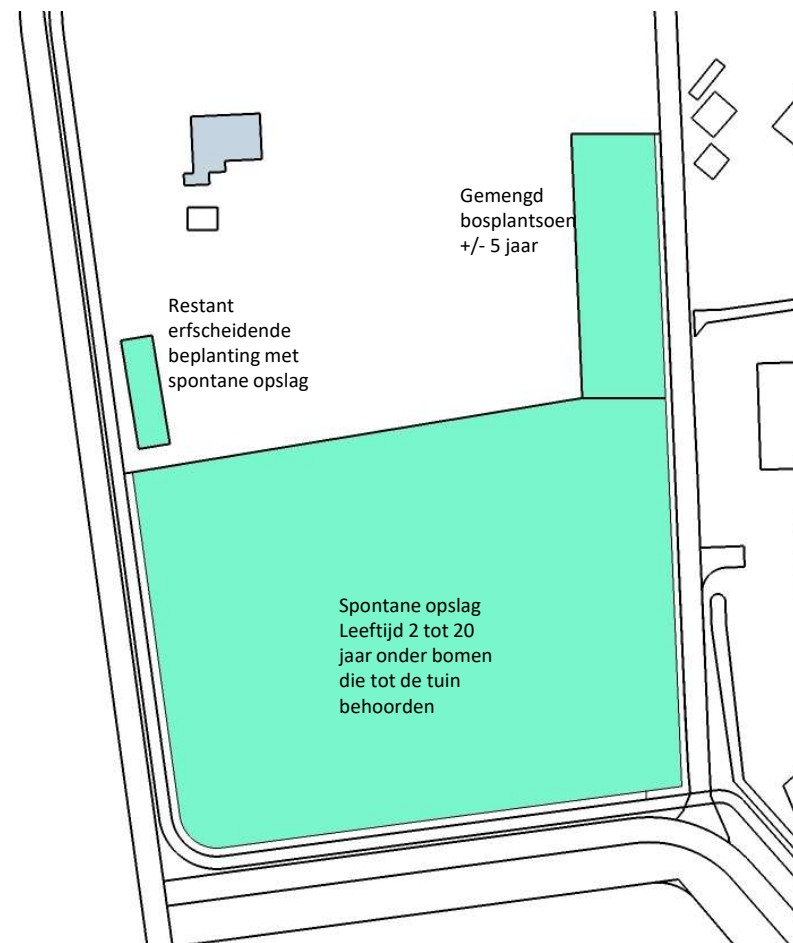 Gemengd
bosplantsoen
+/- 5 jaar
Restant
erfscheidende
beplanting met
spontane opslag
Spontane opslag
Leeftijd 2 tot 20
jaar onder bomen
die tot de tuin
behoorden